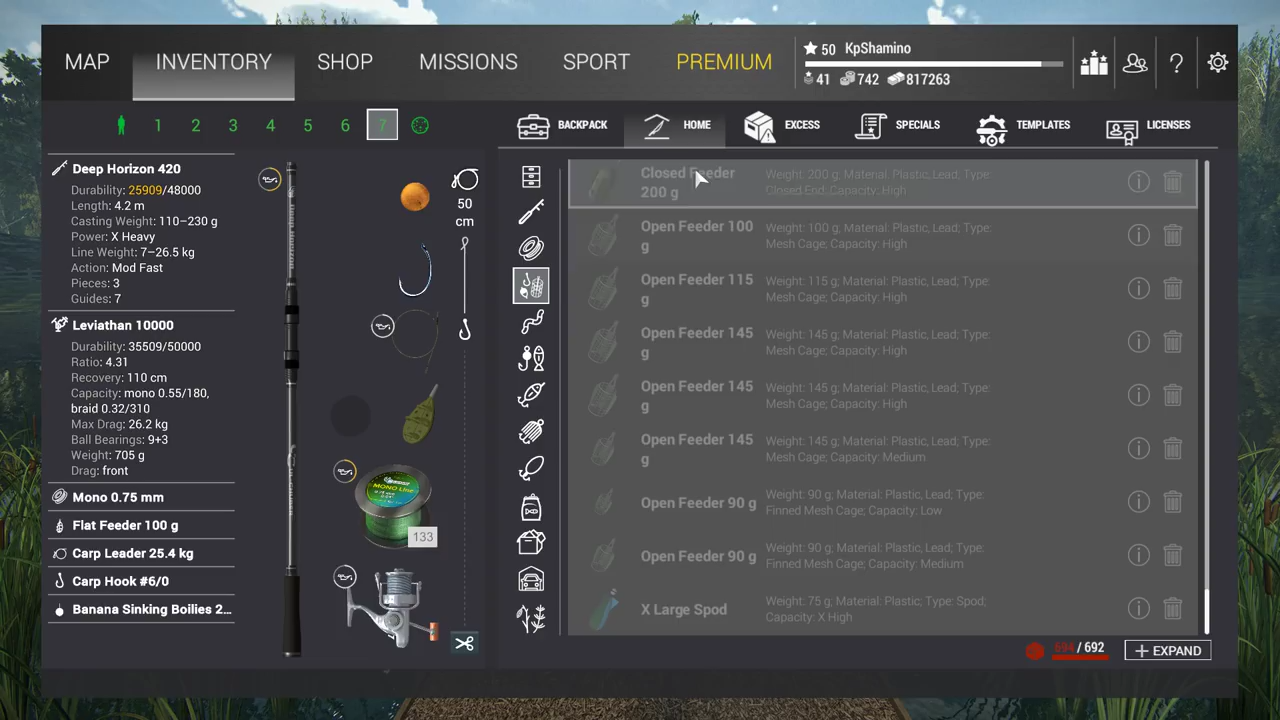 MAP
INVENTORY
SHOP
MISSIONS
SPORT
PREMIUM
50 KpShamino
41 742 817263
1 2 3 4 5 6 7
BACKPACK
HOME
EXCESS
SPECIALS
TEMPLATES
LICENSES
Deep Horizon 420
Durability: 25909/48000
Length: 4.2 m
Casting Weight: 110–230 g
Power: X Heavy
Line Weight: 7–26.5 kg
Action: Mod Fast
Pieces: 3
Guides: 7
Leviathan 10000
Durability: 35509/50000
Ratio: 4.31
Recovery: 110 cm
Capacity: mono 0.55/180,
braid 0.32/310
Max Drag: 26.2 kg
Ball Bearings: 9+3
Weight: 705 g
Drag: front
Mono 0.75 mm
Flat Feeder 100 g
Carp Leader 25.4 kg
Carp Hook #6/0
Banana Sinking Boilies 2...
50
cm
MONO LINE
133
Closed Feeder
200 g
Weight: 200 g; Material: Plastic, Lead; Type:
Closed End; Capacity: High
Open Feeder 100
g
Weight: 100 g; Material: Plastic, Lead; Type:
Mesh Cage; Capacity: High
Open Feeder 115
g
Weight: 115 g; Material: Plastic, Lead; Type:
Mesh Cage; Capacity: High
Open Feeder 145
g
Weight: 145 g; Material: Plastic, Lead; Type:
Mesh Cage; Capacity: High
Open Feeder 145
g
Weight: 145 g; Material: Plastic, Lead; Type:
Mesh Cage; Capacity: High
Open Feeder 145
g
Weight: 145 g; Material: Plastic, Lead; Type:
Mesh Cage; Capacity: Medium
Open Feeder 90 g
Weight: 90 g; Material: Plastic, Lead; Type:
Finned Mesh Cage; Capacity: Low
Open Feeder 90 g
Weight: 90 g; Material: Plastic, Lead; Type:
Finned Mesh Cage; Capacity: Medium
X Large Spod
Weight: 75 g; Material: Plastic; Type: Spod;
Capacity: X High
694 / 692
+ EXPAND